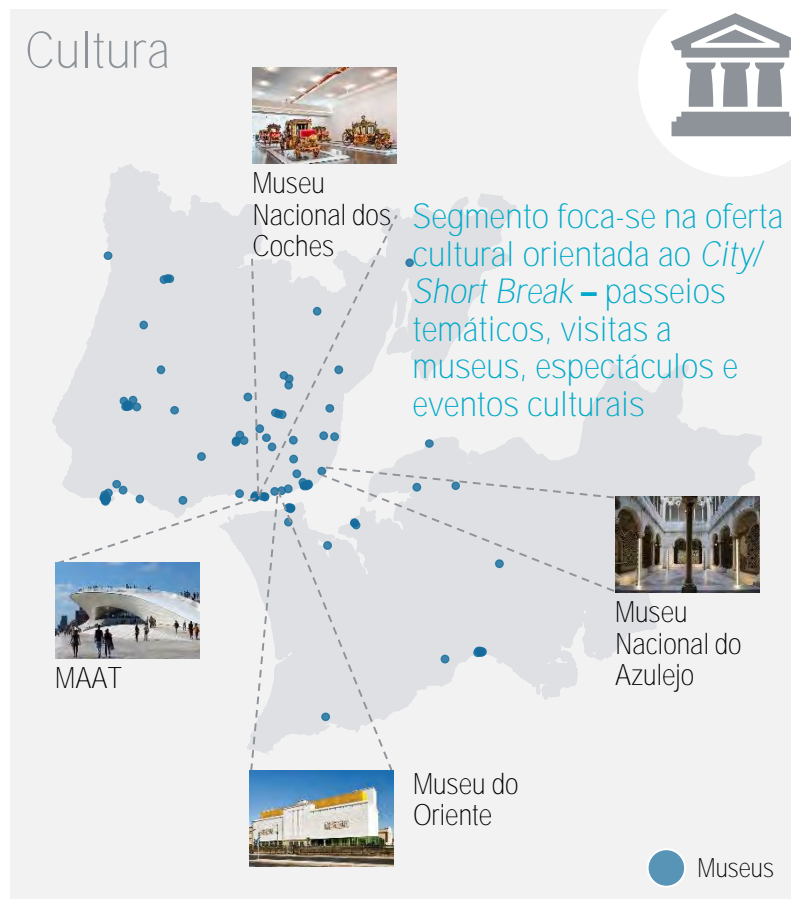 Cultura
Museu
Nacional dos
Coches
Segmento foca-se na oferta
cultural orientada ao City/
Short Break – passeios
temáticos, visitas a
museus, espectáculos e
eventos culturais
MAAT
Museu
Nacional do
Azulejo
Museu do
Oriente
Museus